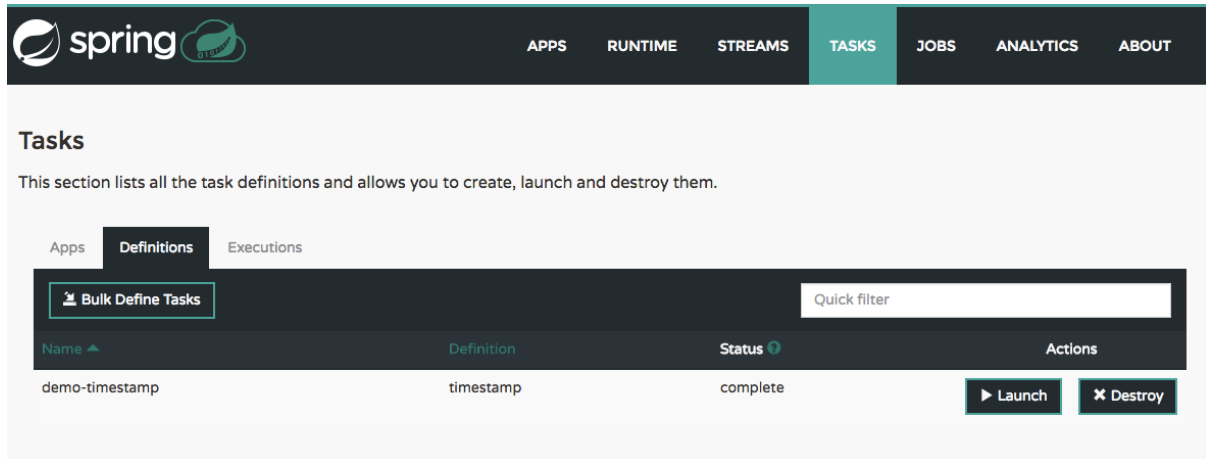 spring
APPS RUNTIME STREAMS TASKS JOBS ANALYTICS ABOUT
Tasks
This section lists all the task definitions and allows you to create, launch and destroy them.
Apps Definitions Executions
Bulk Define Tasks Quick filter
Name Definition Status Actions
demo-timestamp timestamp complete Launch Destroy